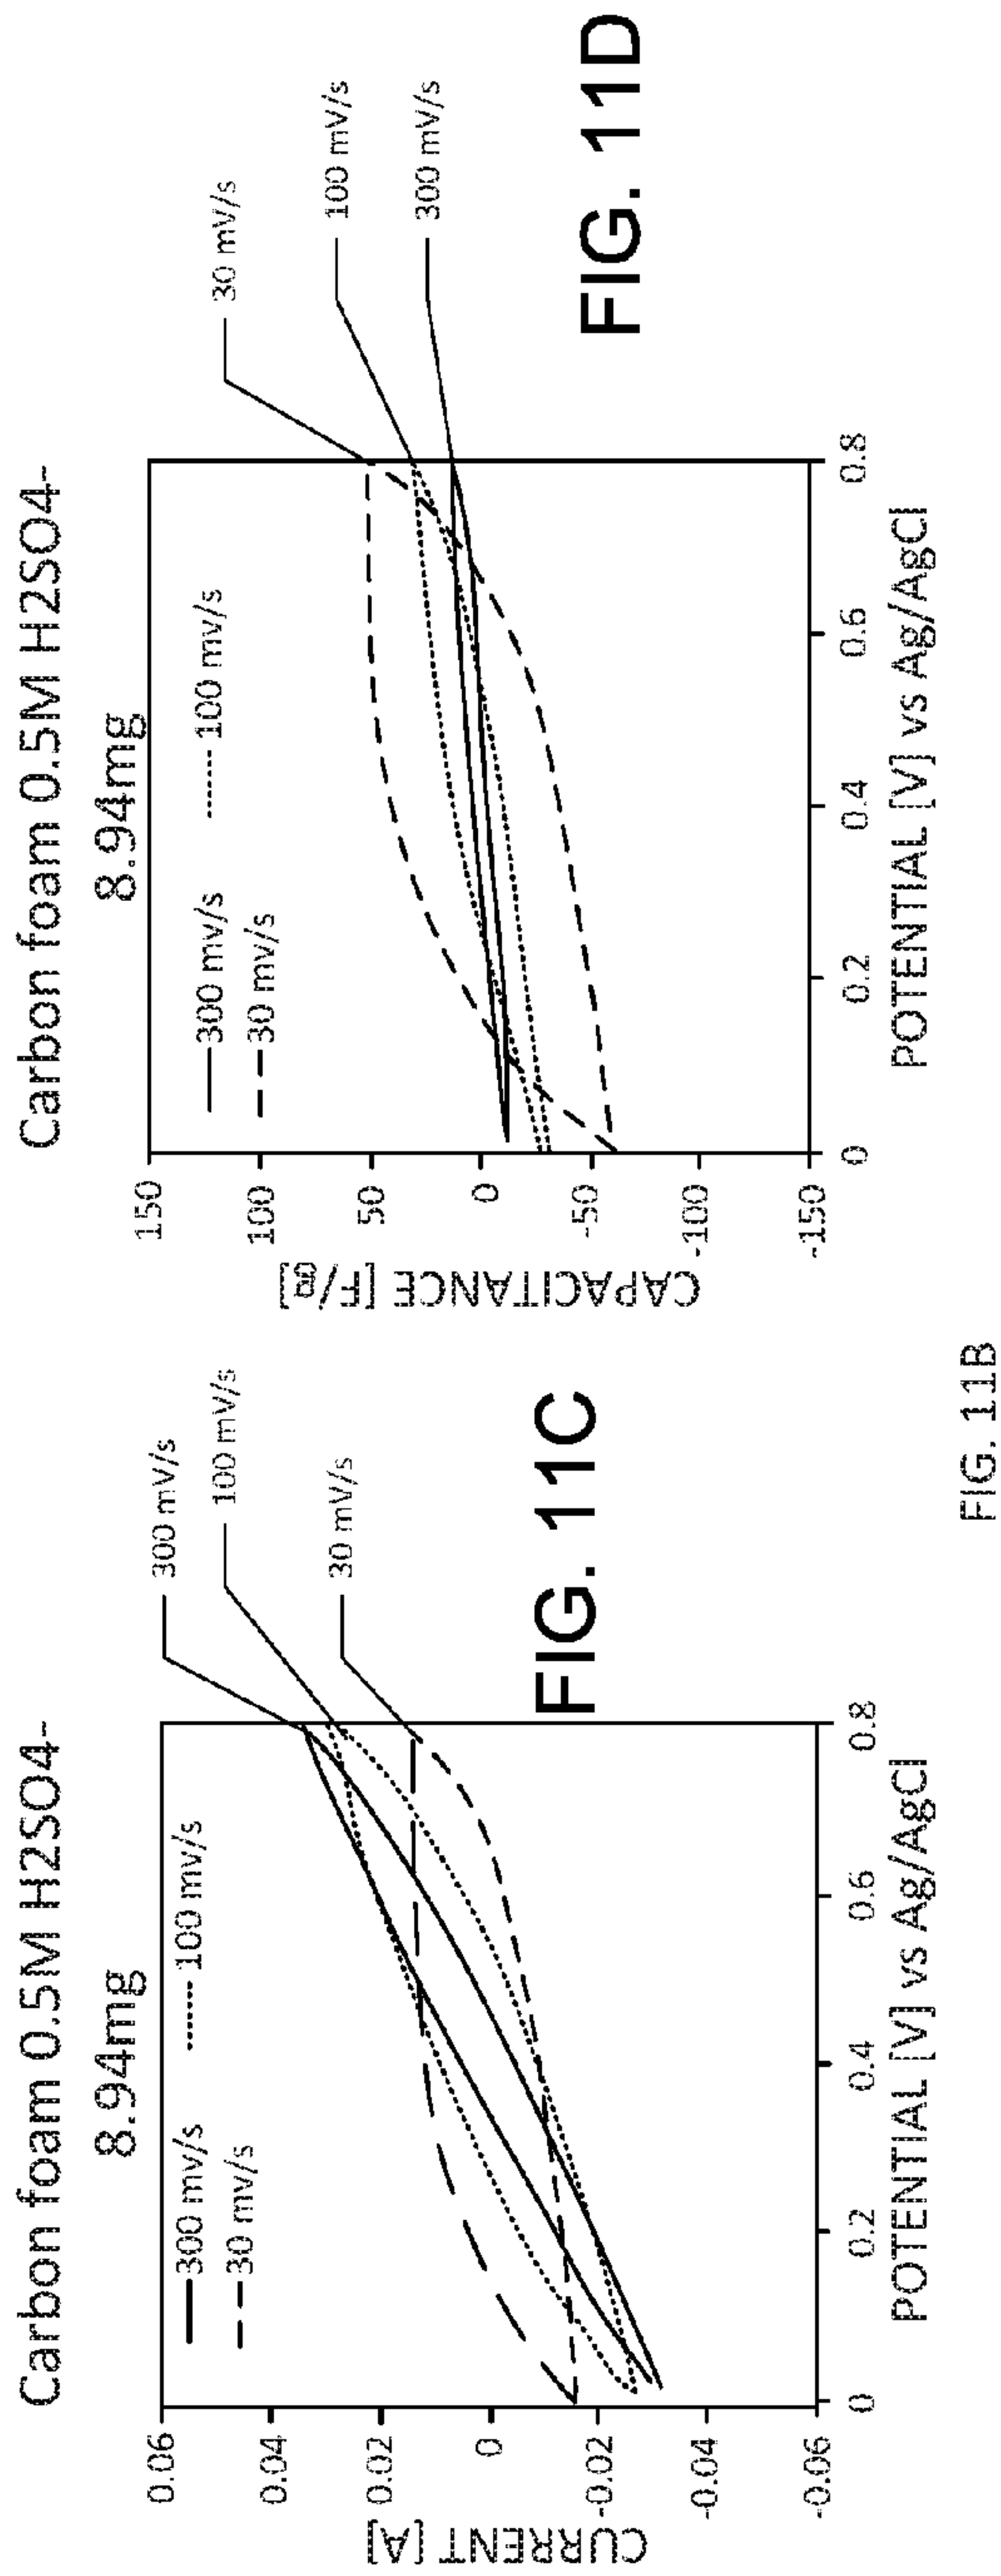 Carbon foam 0.5M H2SO4-
8.94mg
300 mv/s
100 mv/s
30 mv/s
300 mV/s
100 mV/s
30 mV/s
0.06
0.04
0.02
0
-0.02
-0.04
-0.06
CURRENT [A]
0
0.2
0.4
0.6
0.8
POTENTIAL [V] vs Ag/AgCl
FIG. 11C
Carbon foam 0.5M H2SO4-
8.94mg
300 mv/s
100 mv/s
30 mv/s
30 mV/s
100 mV/s
300 mV/s
150
100
50
0
-50
-100
-150
CAPACITANCE [F/g]
0
0.2
0.4
0.6
0.8
POTENTIAL [V] vs Ag/AgCl
FIG. 11D
FIG. 11B